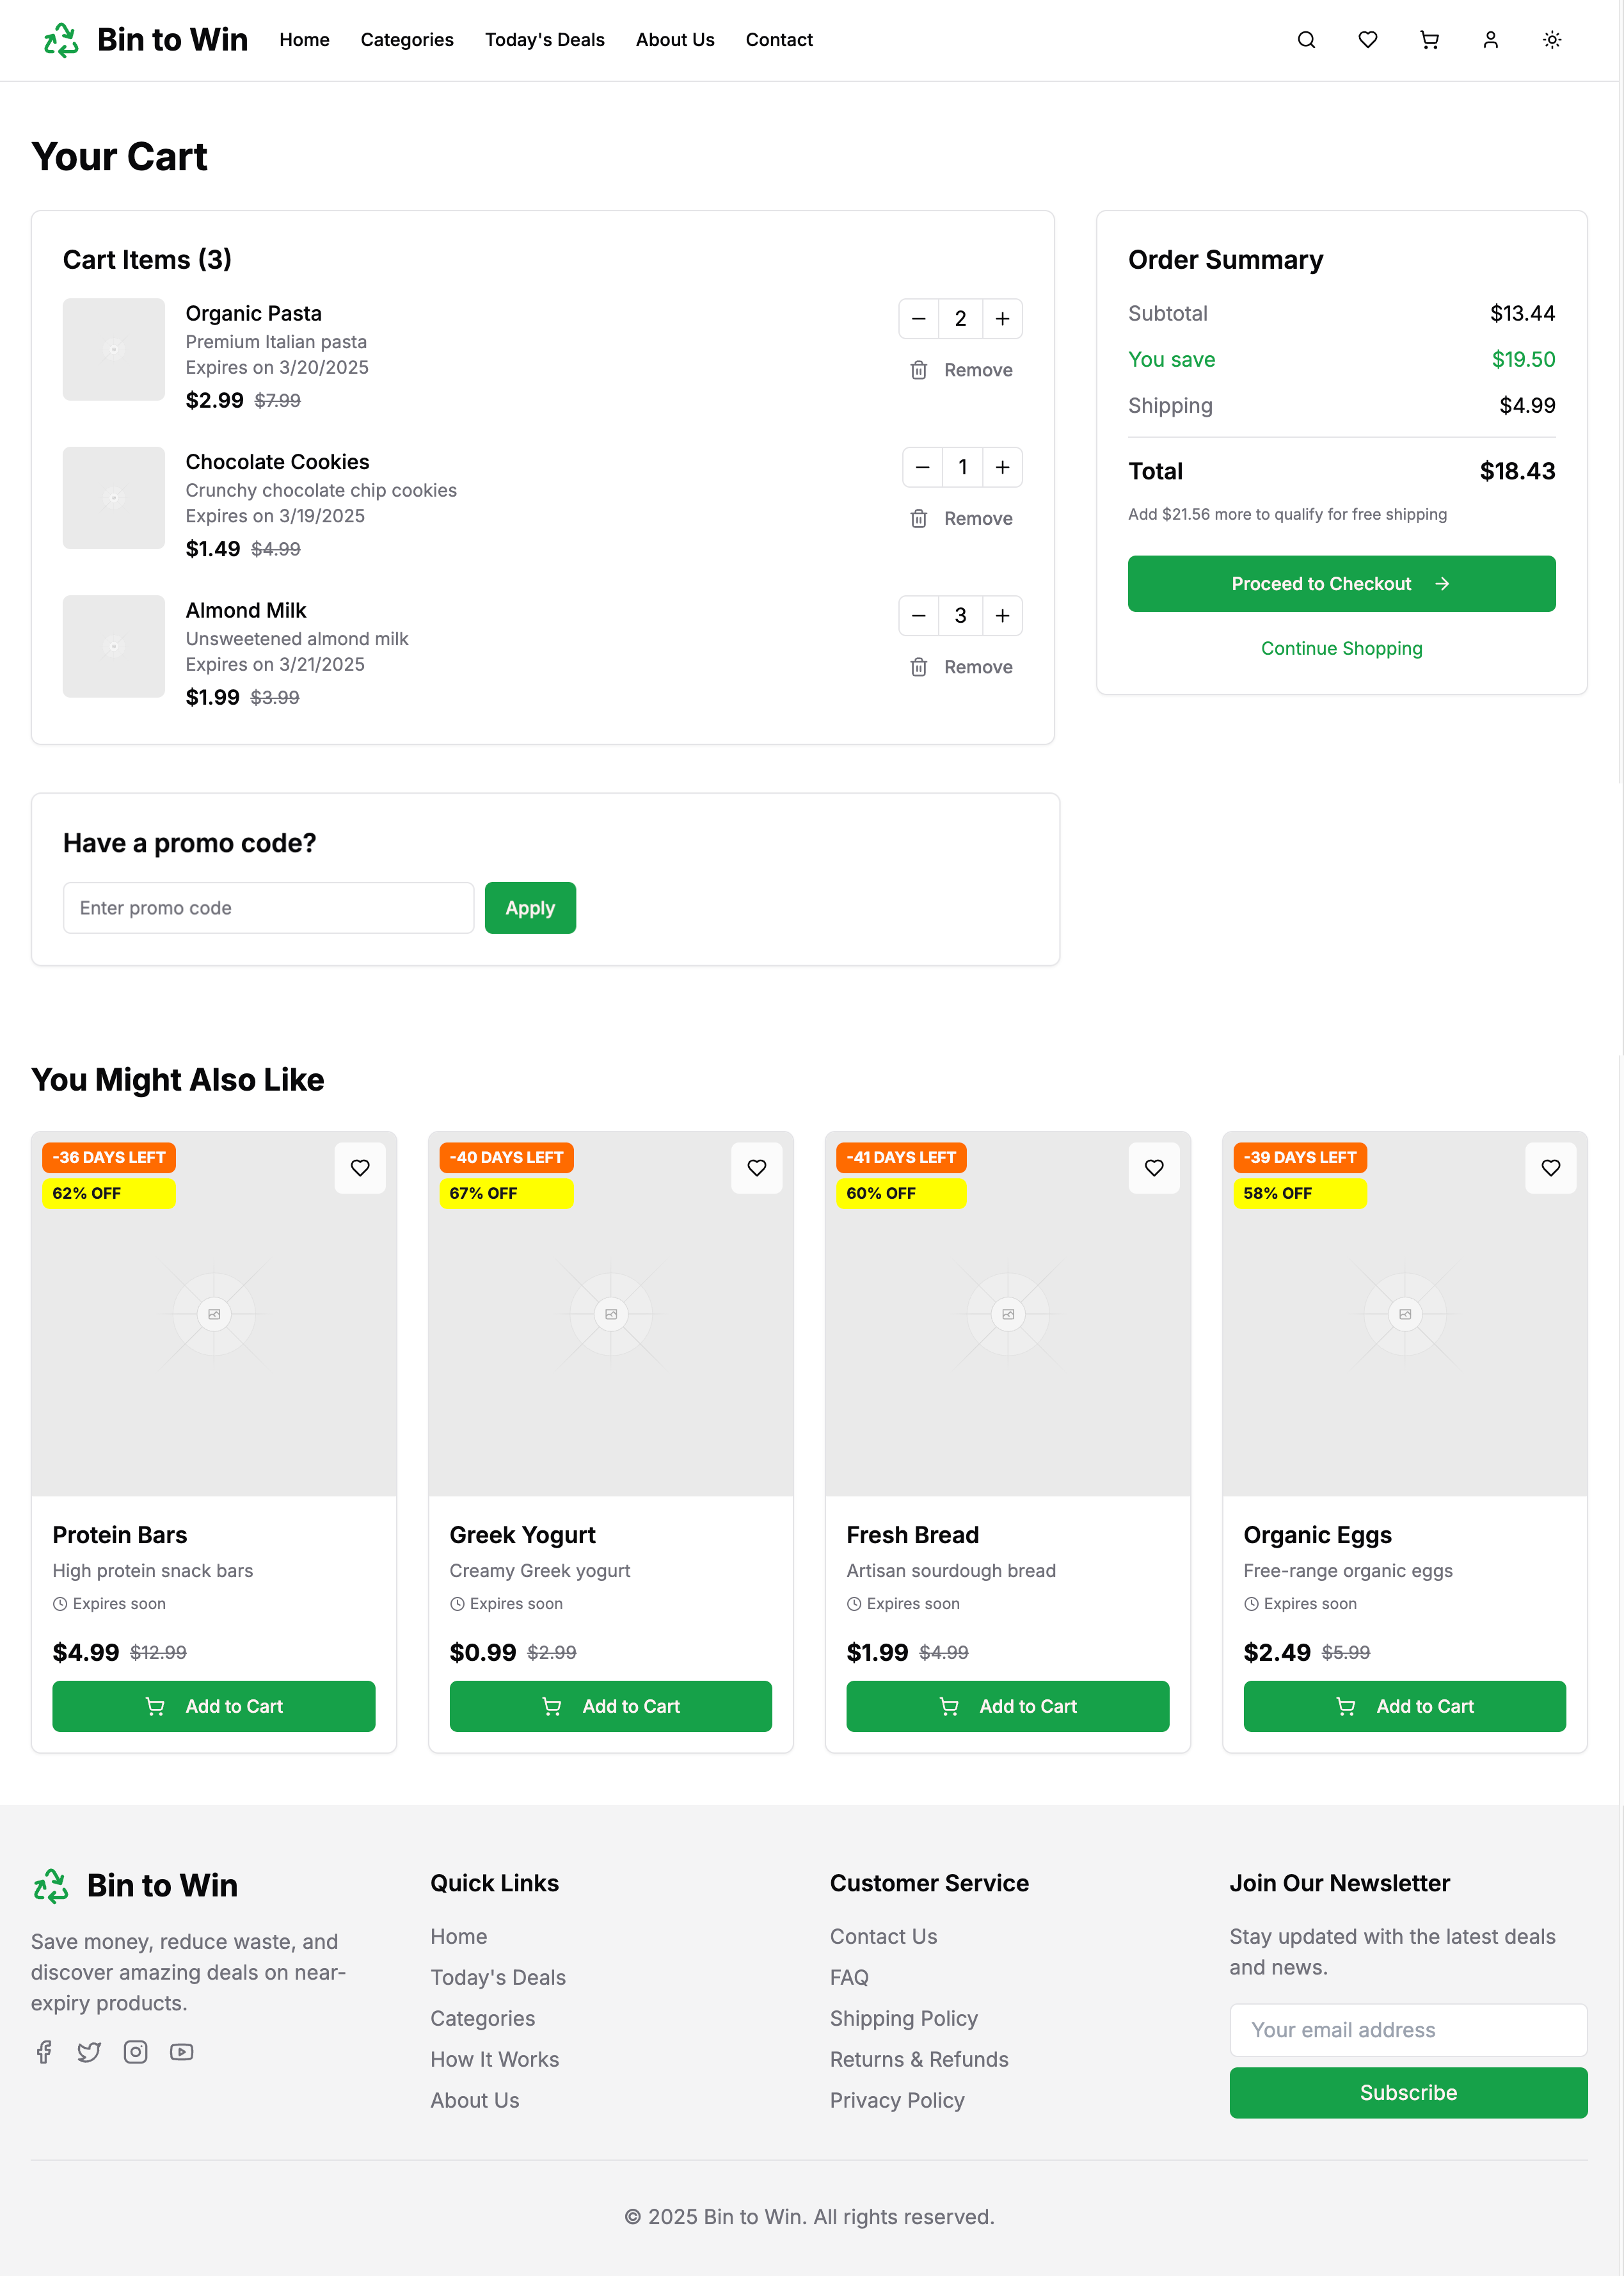 Bin to Win
Home
Categories
Today's Deals
About Us
Contact
Your Cart
Cart Items (3)
Organic Pasta
Premium Italian pasta
Expires on 3/20/2025
$2.99 $7.99
2
Remove
Chocolate Cookies
Crunchy chocolate chip cookies
Expires on 3/19/2025
$1.49 $4.99
1
Remove
Almond Milk
Unsweetened almond milk
Expires on 3/21/2025
$1.99 $3.99
3
Remove
Order Summary
Subtotal $13.44
You save $19.50
Shipping $4.99
Total $18.43
Add $21.56 more to qualify for free shipping
Proceed to Checkout
Continue Shopping
Have a promo code?
Enter promo code
Apply
You Might Also Like
-36 DAYS LEFT
62% OFF
Protein Bars
High protein snack bars
Expires soon
$4.99 $12.99
Add to Cart
-40 DAYS LEFT
67% OFF
Greek Yogurt
Creamy Greek yogurt
Expires soon
$0.99 $2.99
Add to Cart
-41 DAYS LEFT
60% OFF
Fresh Bread
Artisan sourdough bread
Expires soon
$1.99 $4.99
Add to Cart
-39 DAYS LEFT
58% OFF
Organic Eggs
Free-range organic eggs
Expires soon
$2.49 $5.99
Add to Cart
Bin to Win
Save money, reduce waste, and
discover amazing deals on near-
expiry products.
Quick Links
Home
Today's Deals
Categories
How It Works
About Us
Customer Service
Contact Us
FAQ
Shipping Policy
Returns & Refunds
Privacy Policy
Join Our Newsletter
Stay updated with the latest deals
and news.
Your email address
Subscribe
© 2025 Bin to Win. All rights reserved.